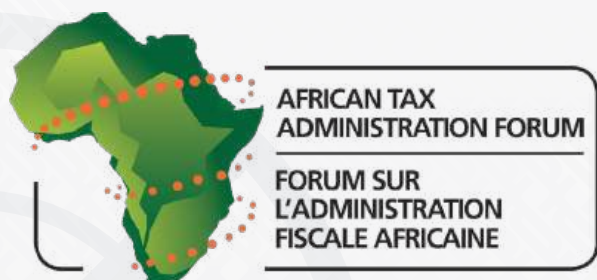 AFRICAN TAX
ADMINISTRATION FORUM
FORUM SUR
L'ADMINISTRATION
FISCALE AFRICAINE